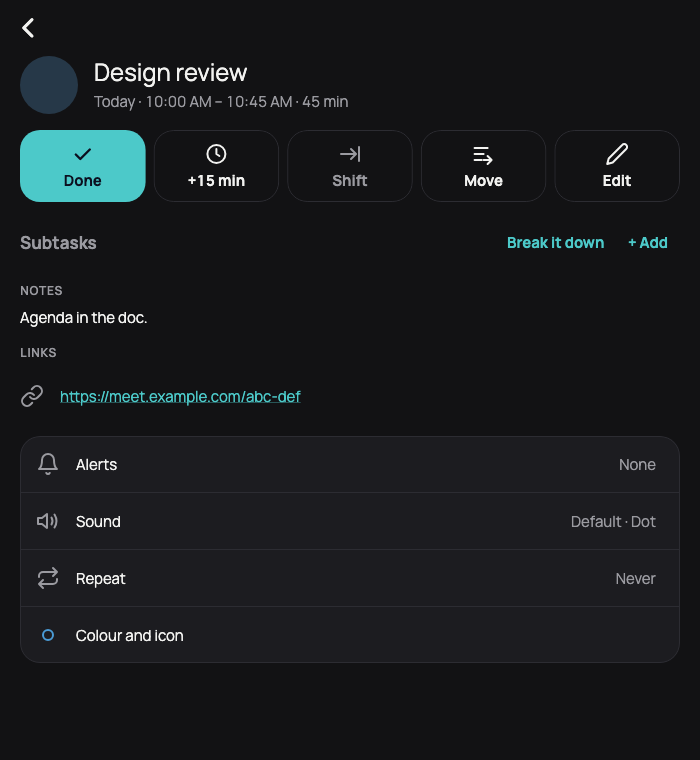 Design review
Today · 10:00 AM – 10:45 AM · 45 min
Done
+15 min
Shift
Move
Edit
Subtasks
Break it down
+ Add
NOTES
Agenda in the doc.
LINKS
https://meet.example.com/abc-def
Alerts
None
Sound
Default · Dot
Repeat
Never
Colour and icon